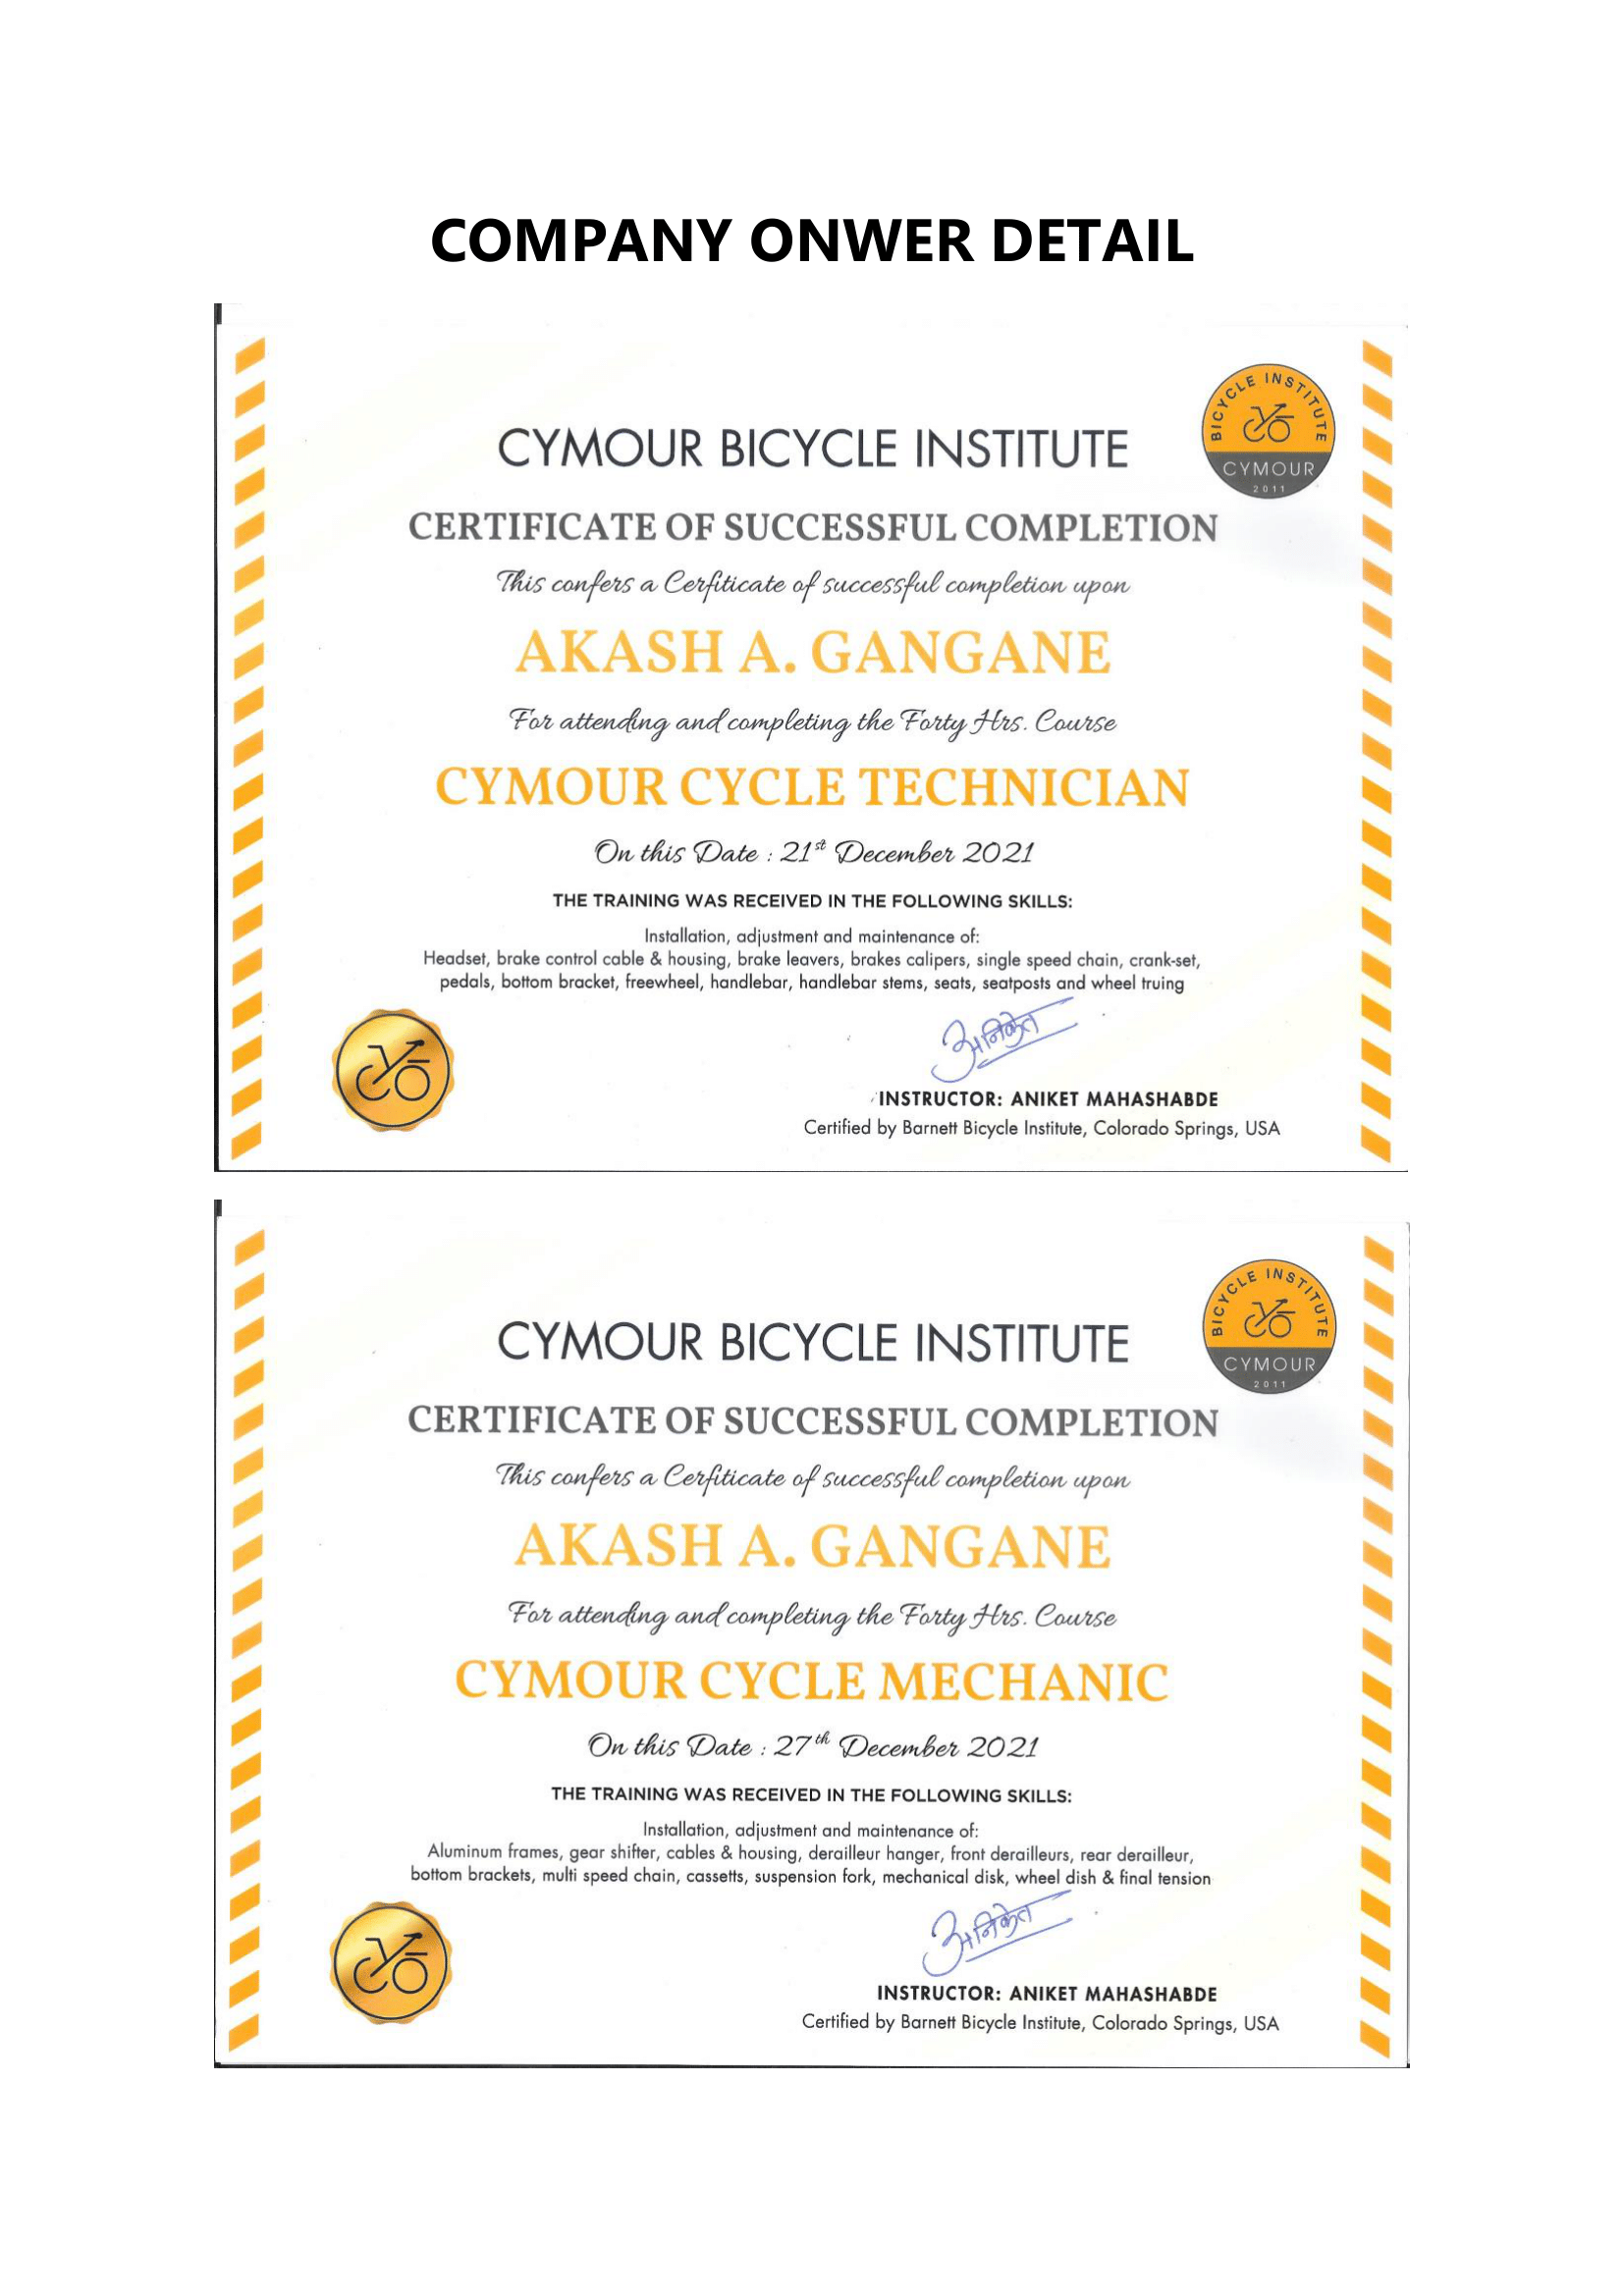 COMPANY ONWER DETAIL
BICYCLE INSTITUTE
CYMOUR
2011
CYMOUR BICYCLE INSTITUTE
CERTIFICATE OF SUCCESSFUL COMPLETION
This confers a Cerfiticate of successful completion upon
AKASH A. GANGANE
For attending and completing the Forty Hrs. Course
CYMOUR CYCLE TECHNICIAN
On this Date : 21st December 2021
THE TRAINING WAS RECEIVED IN THE FOLLOWING SKILLS:
Installation, adjustment and maintenance of:
Headset, brake control cable & housing, brake leavers, brakes calipers, single speed chain, crank-set,
pedals, bottom bracket, freewheel, handlebar, handlebar stems, seats, seatposts and wheel truing
अनिकेत
INSTRUCTOR: ANIKET MAHASHABDE
Certified by Barnett Bicycle Institute, Colorado Springs, USA
BICYCLE INSTITUTE
CYMOUR
2011
CYMOUR BICYCLE INSTITUTE
CERTIFICATE OF SUCCESSFUL COMPLETION
This confers a Cerfiticate of successful completion upon
AKASH A. GANGANE
For attending and completing the Forty Hrs. Course
CYMOUR CYCLE MECHANIC
On this Date : 27th December 2021
THE TRAINING WAS RECEIVED IN THE FOLLOWING SKILLS:
Installation, adjustment and maintenance of:
Aluminum frames, gear shifter, cables & housing, derailleur hanger, front derailleurs, rear derailleur,
bottom brackets, multi speed chain, cassetts, suspension fork, mechanical disk, wheel dish & final tension
अनिकेत
INSTRUCTOR: ANIKET MAHASHABDE
Certified by Barnett Bicycle Institute, Colorado Springs, USA